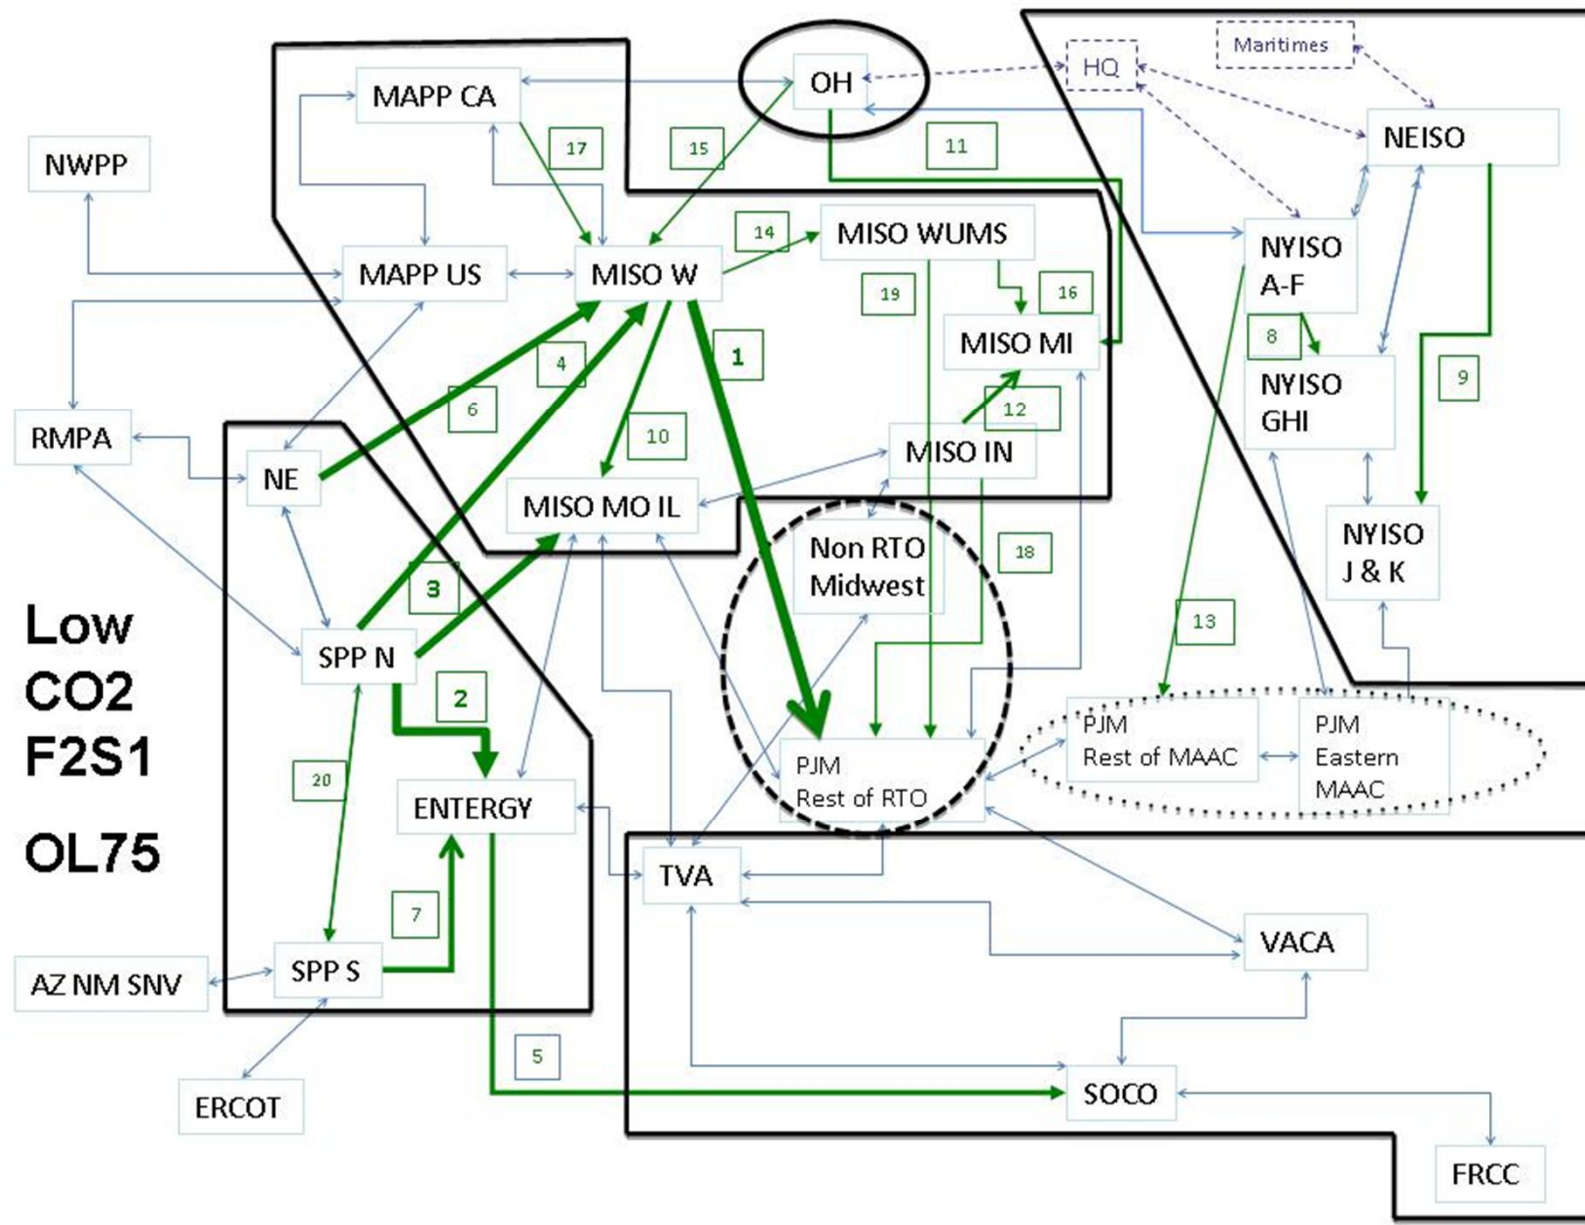 Maritimes
HQ
OH
MAPP CA
NEISO
11
17
15
NWPP
14
MISO WUMS
NYISO
A-F
MAPP US
MISO W
19
16
8
MISO MI
1
4
NYISO
GHI
9
6
12
RMPA
10
MISO IN
NE
MISO MO IL
NYISO
J & K
Non RTO
Midwest
18
3
Low
CO2
F2S1
OL75
13
SPP N
2
PJM
Rest of MAAC
PJM
Eastern
MAAC
20
PJM
Rest of RTO
ENTERGY
TVA
7
VACA
SPP S
AZ NM SNV
5
SOCO
ERCOT
FRCC